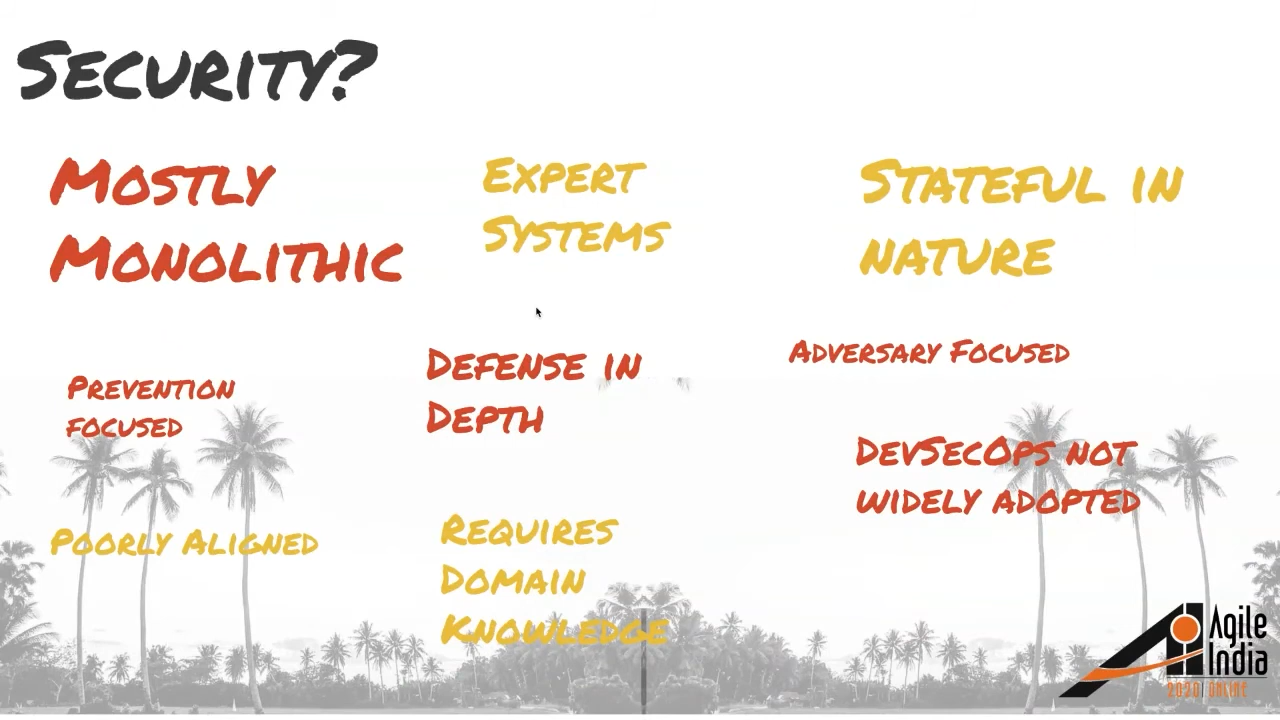 Security?
Mostly
Monolithic
Expert
Systems
Stateful in
nature
Prevention
focused
Defense in
Depth
Adversary Focused
DevSecOps not
widely adopted
Poorly Aligned
Requires
Domain
Knowledge
Agile
India
2020 ONLINE